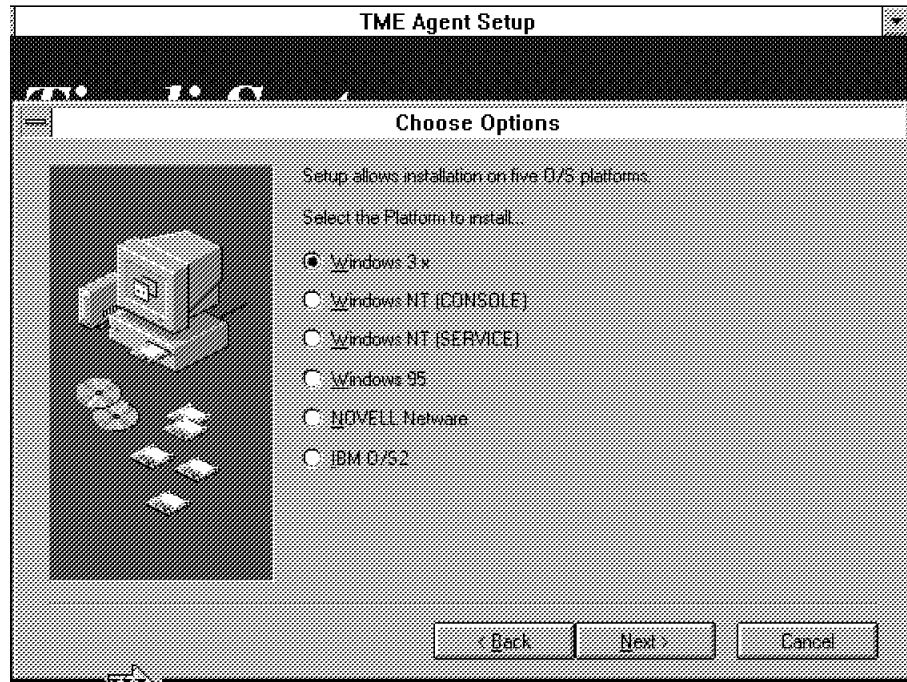 TME Agent Setup
Choose Options
Setup allows installation on five O/S platforms.
Select the Platform to install...
Windows 3.x
Windows NT (CONSOLE)
Windows NT (SERVICE)
Windows 95
NOVELL Netware
IBM O/S2
< Back
Next >
Cancel